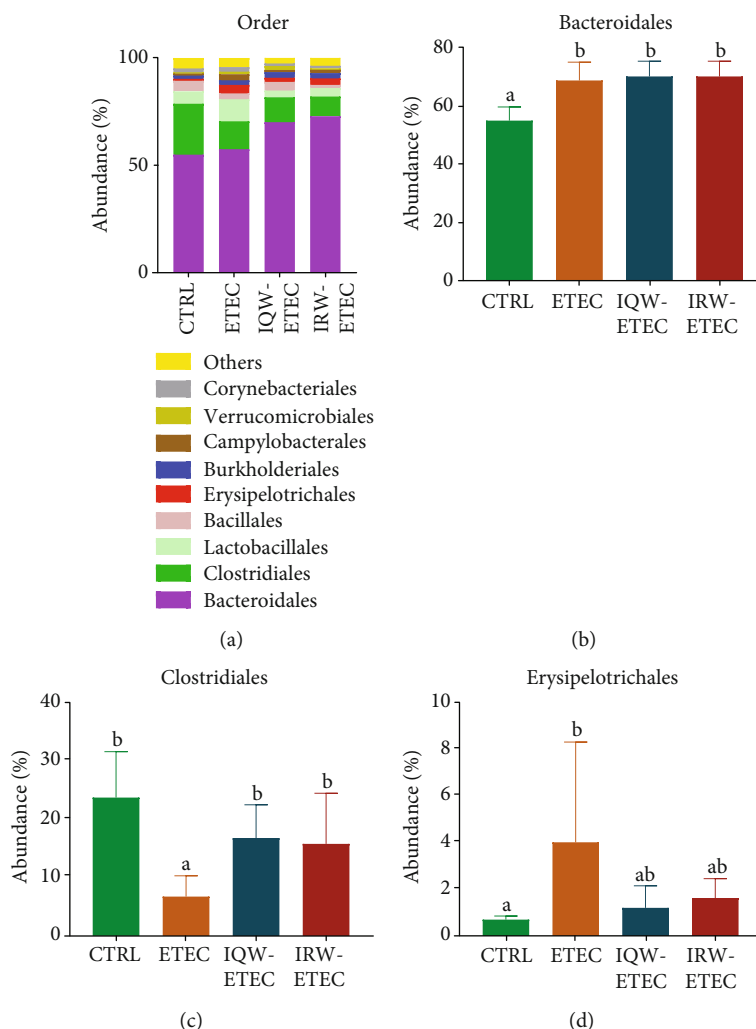 Order
Abundance (%)
100
50
0
CTRL
ETEC
IQW-
ETEC
IRW-
ETEC
Others
Corynebacteriales
Verrucomicrobiales
Campylobacterales
Burkholderiales
Erysipelotrichales
Bacillales
Lactobacillales
Clostridiales
Bacteroidales
(a)
Bacteroidales
Abundance (%)
80
60
40
20
0
a
b
b
b
CTRL
ETEC
IQW-
ETEC
IRW-
ETEC
(b)
Clostridiales
Abundance (%)
40
30
20
10
0
b
a
b
b
CTRL
ETEC
IQW-
ETEC
IRW-
ETEC
(c)
Erysipelotrichales
Abundance (%)
10
8
6
4
2
0
a
b
ab
ab
CTRL
ETEC
IQW-
ETEC
IRW-
ETEC
(d)